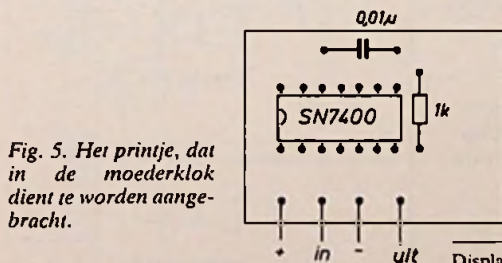 Fig. 5. Het printje, dat
in de moederklok
dient te worden aange-
bracht.
0,01µ
SN7400
1k
+ in - uit
Displa